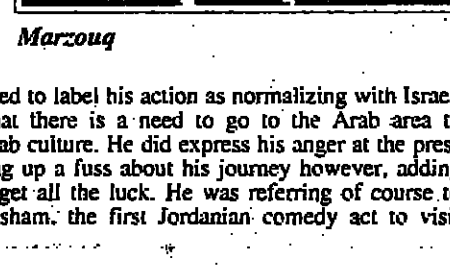 Marzouq
ed to label his action as normalizing with Israe
at there is a need to go to the Arab area t
ab culture. He did express his anger at the pres
g up a fuss about his journey however, addin
get all the luck. He was referring of course t
sham, the first Jordanian comedy act to visi